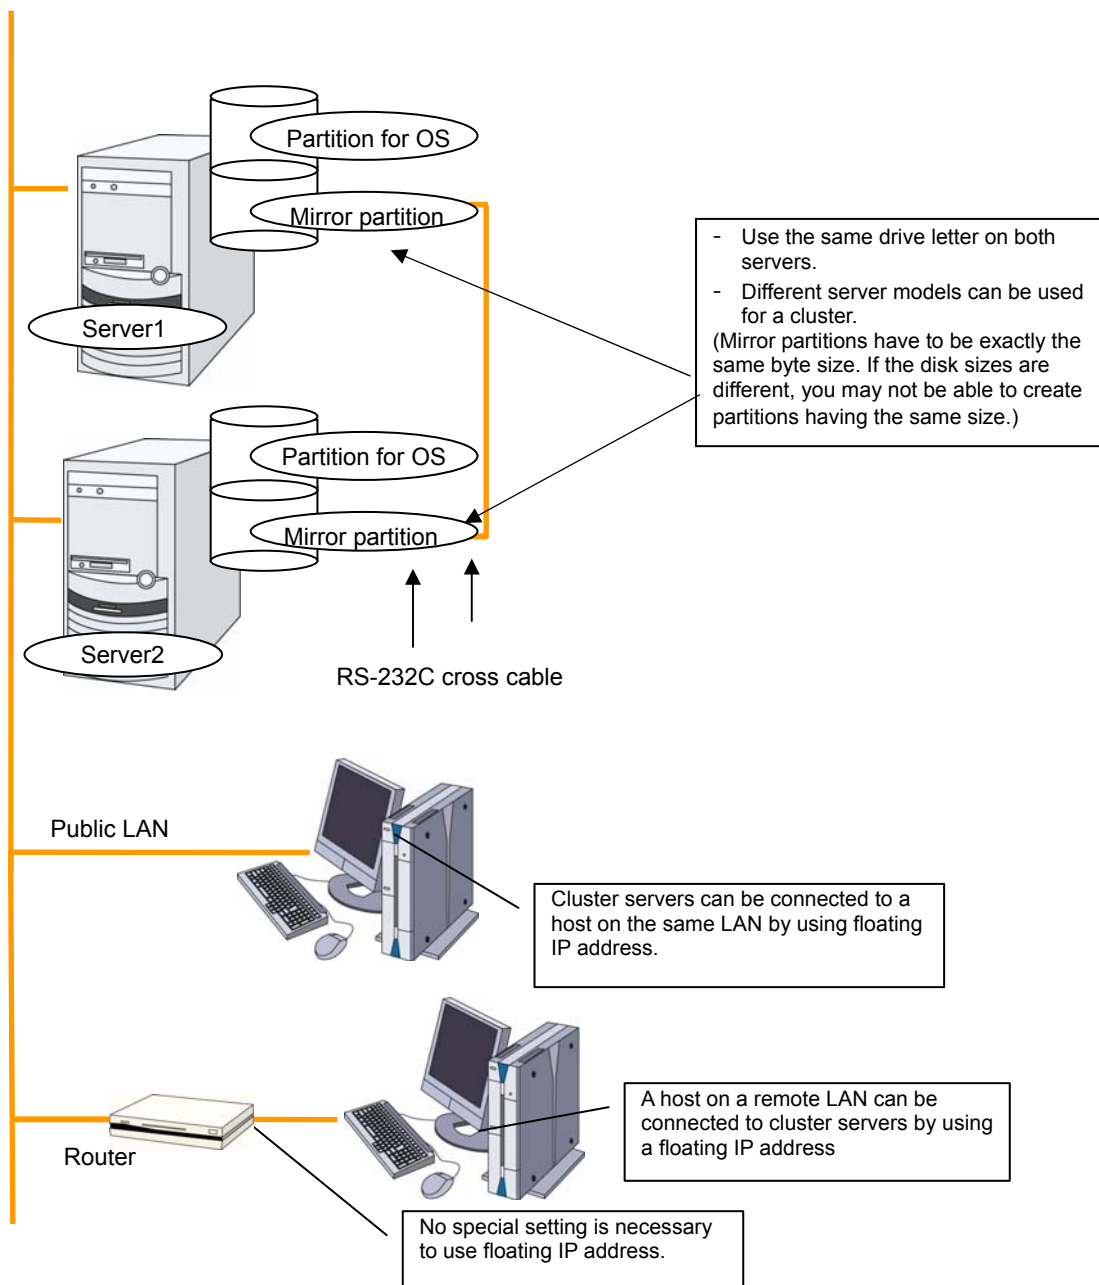 Partition for OS
Mirror partition
Server1
- Use the same drive letter on both
servers.
- Different server models can be used
for a cluster.
(Mirror partitions have to be exactly the
same byte size. If the disk sizes are
different, you may not be able to create
partitions having the same size.)
Partition for OS
Mirror partition
Server2
RS-232C cross cable
Public LAN
Cluster servers can be connected to a
host on the same LAN by using floating
IP address.
A host on a remote LAN can be
connected to cluster servers by using
a floating IP address
Router
No special setting is necessary
to use floating IP address.